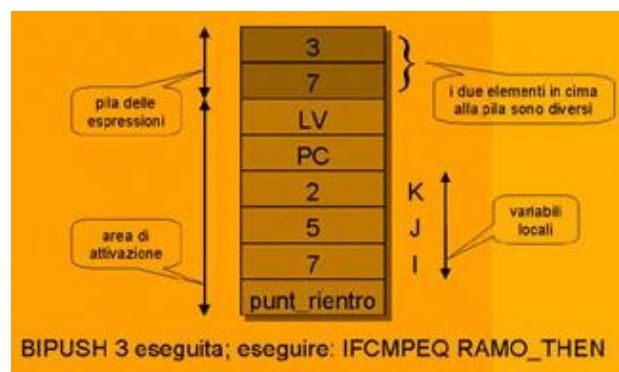 3
7
LV
PC
2
5
7
punt_rientro
K
J
I
pila delle
espressioni
area di
attivazione
i due elementi in cima
alla pila sono diversi
variabili
locali
BIPUSH 3 eseguita; eseguire: IFCMPEQ RAMO_THEN